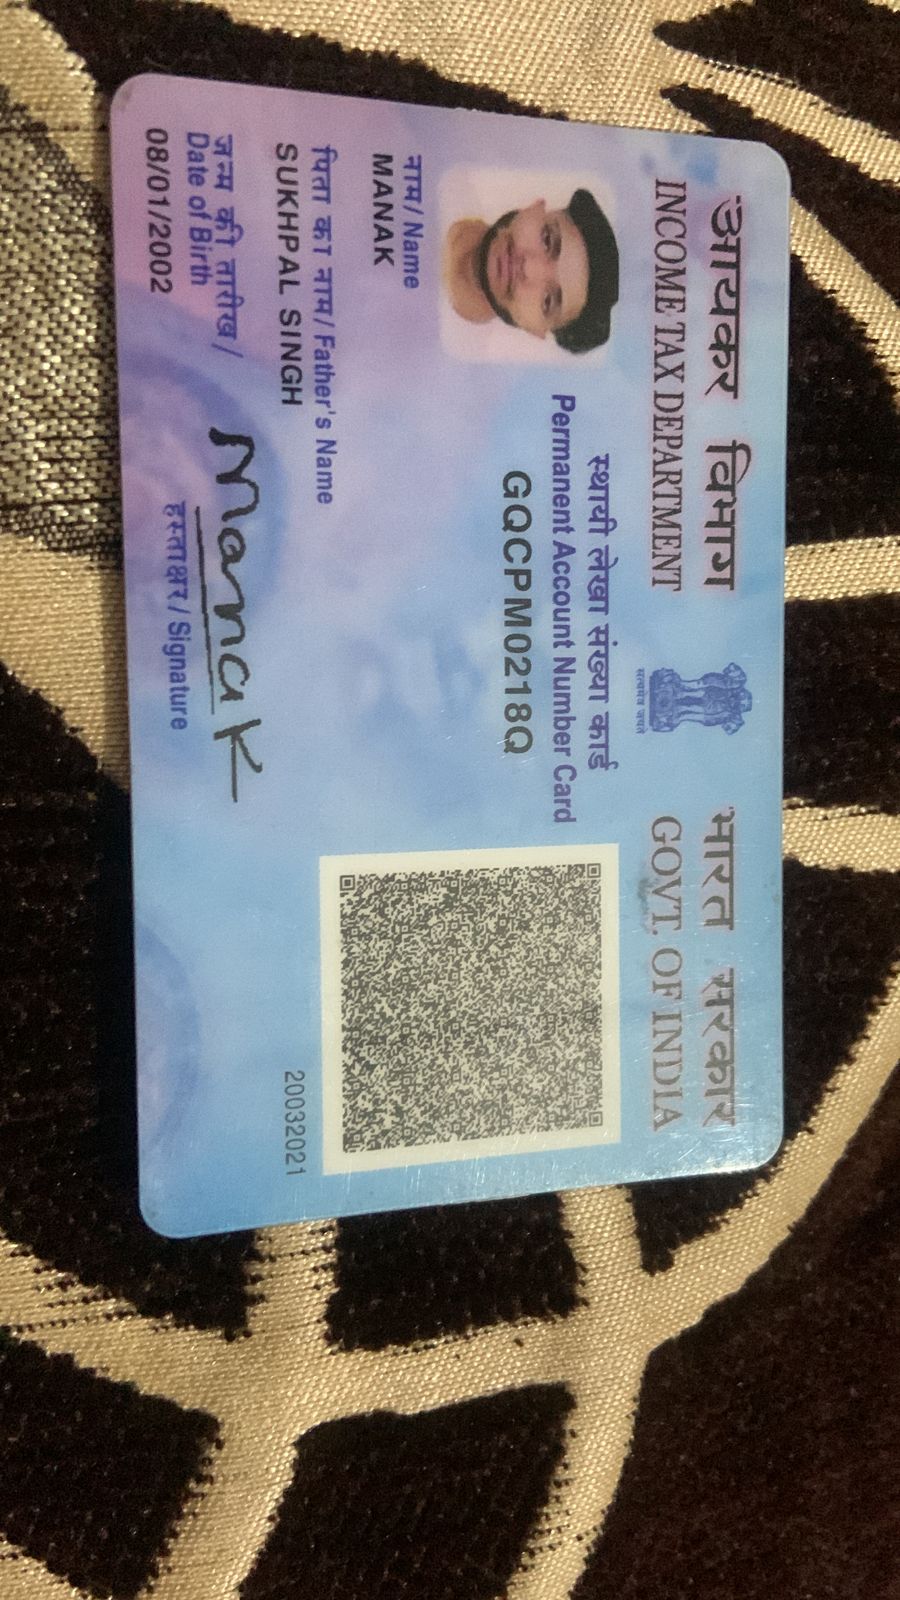 आयकर विभाग
INCOME TAX DEPARTMENT
सत्यमेव जयते
भारत सरकार
GOVT. OF INDIA
स्थायी लेखा संख्या कार्ड
Permanent Account Number Card
GQCPM0218Q
नाम / Name
MANAK
पिता का नाम / Father's Name
SUKHPAL SINGH
जन्म की तारीख /
Date of Birth
08/01/2002
Manak
हस्ताक्षर / Signature
20032021